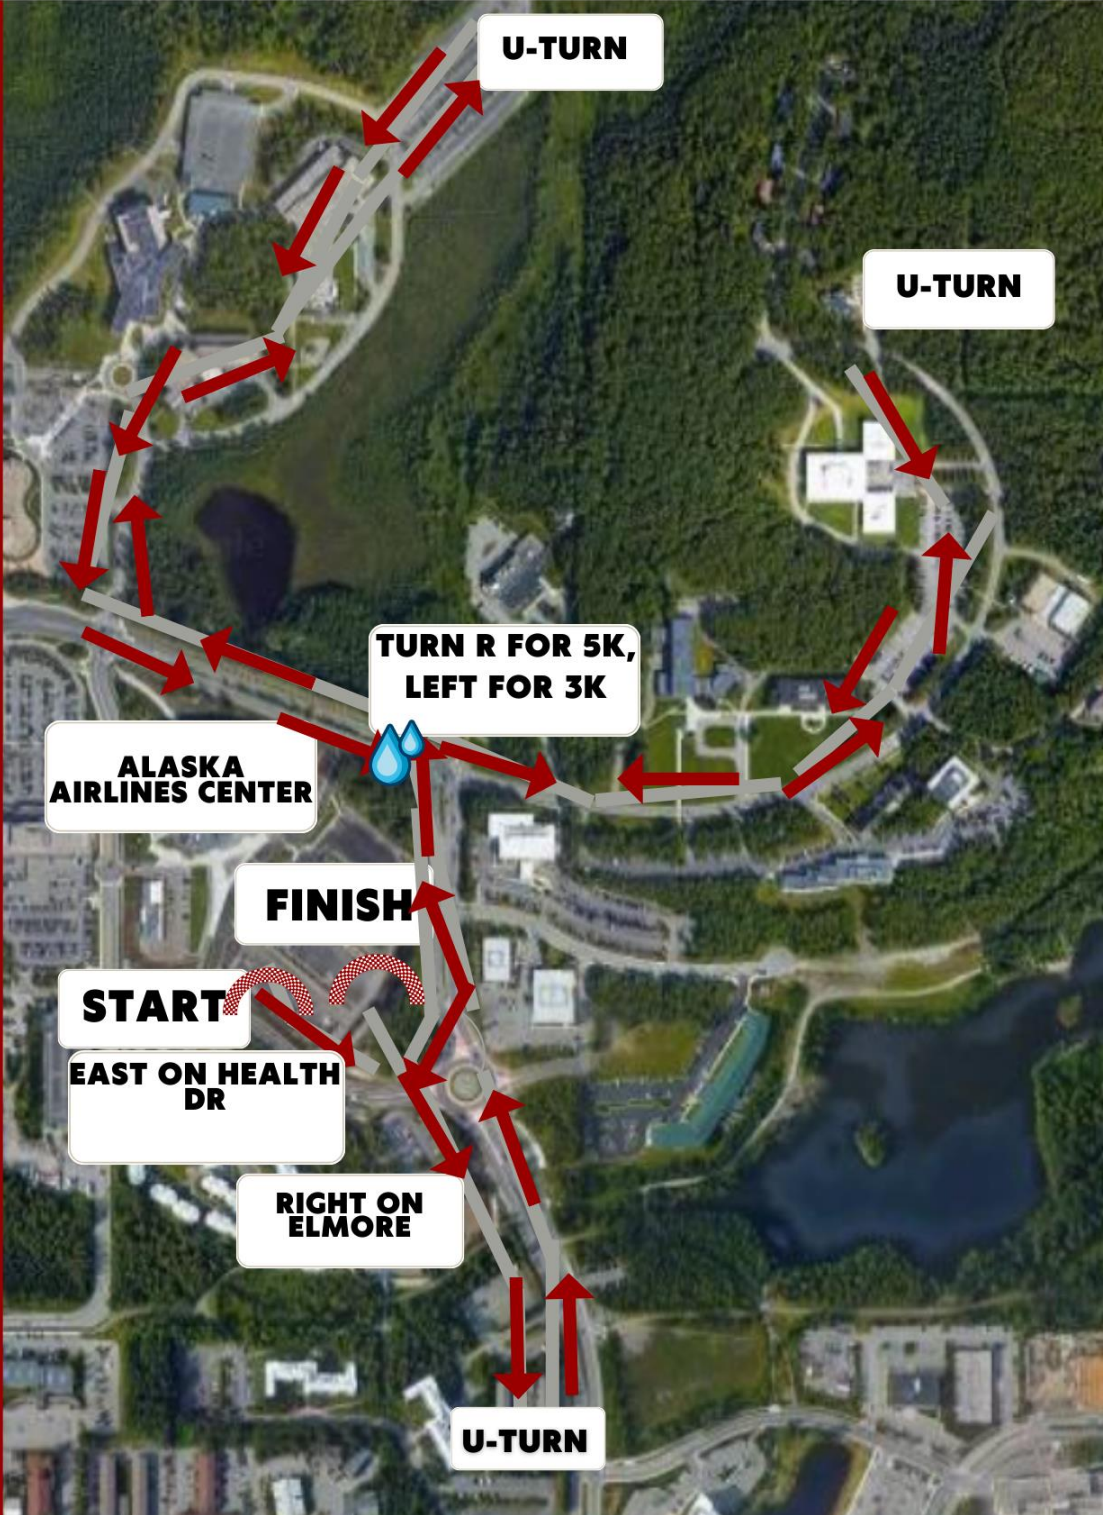 U-TURN
U-TURN
TURN R FOR 5K,
LEFT FOR 3K
ALASKA
AIRLINES CENTER
FINISH
START
EAST ON HEALTH
DR
RIGHT ON
ELMORE
U-TURN